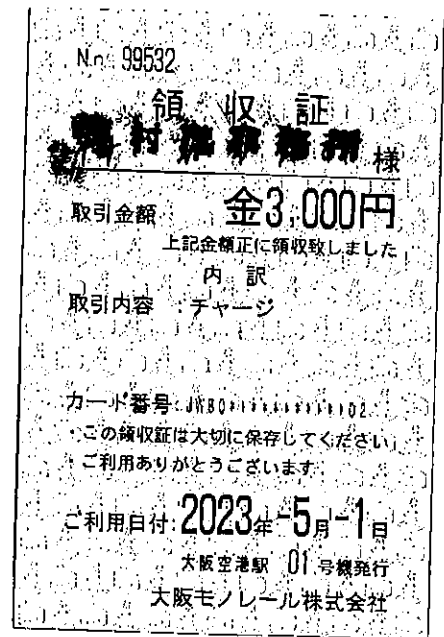 No. 99532
領収証
様
取引金額 金3,000円
上記金額正に領収致しました
内 訳
取引内容 :チャージ
カード番号:JW80*************02
・この領収証は大切に保存してください
・ご利用ありがとうございます
ご利用日付:2023年-5月-1日
大阪空港駅 01号機発行
大阪モノレール株式会社